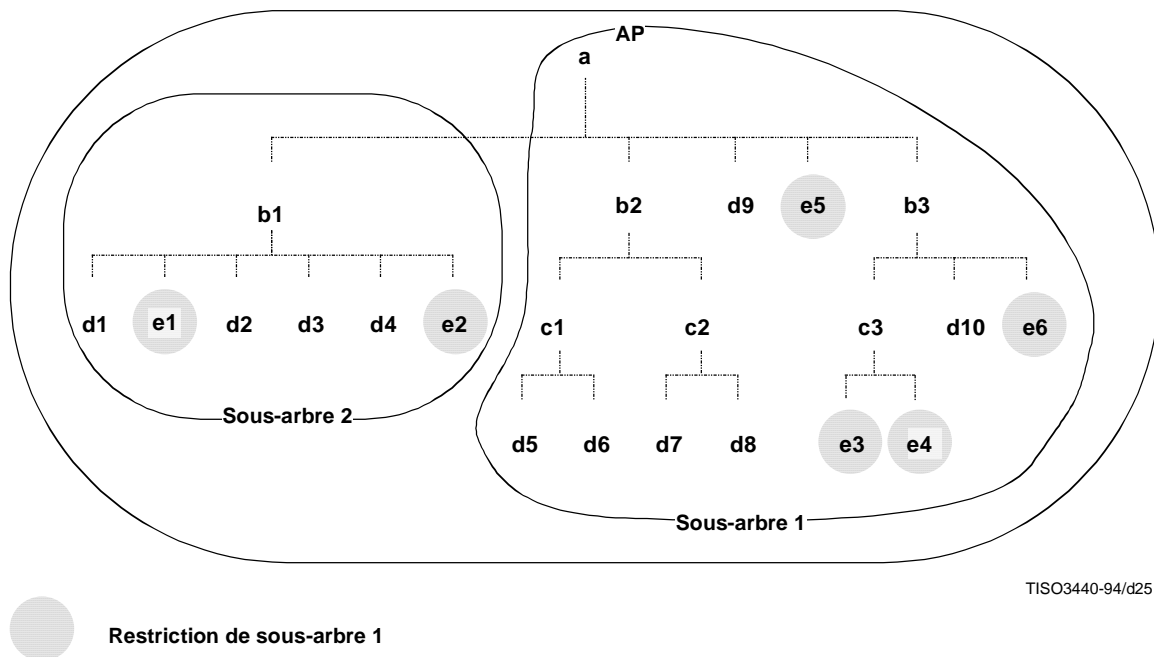 AP
a
b1
b2
d9
e5
b3
d1
e1
d2
d3
d4
e2
c1
c2
c3
d10
e6
d5
d6
d7
d8
e3
e4
Sous-arbre 2
Sous-arbre 1
TISO3440-94/d25
Restriction de sous-arbre 1